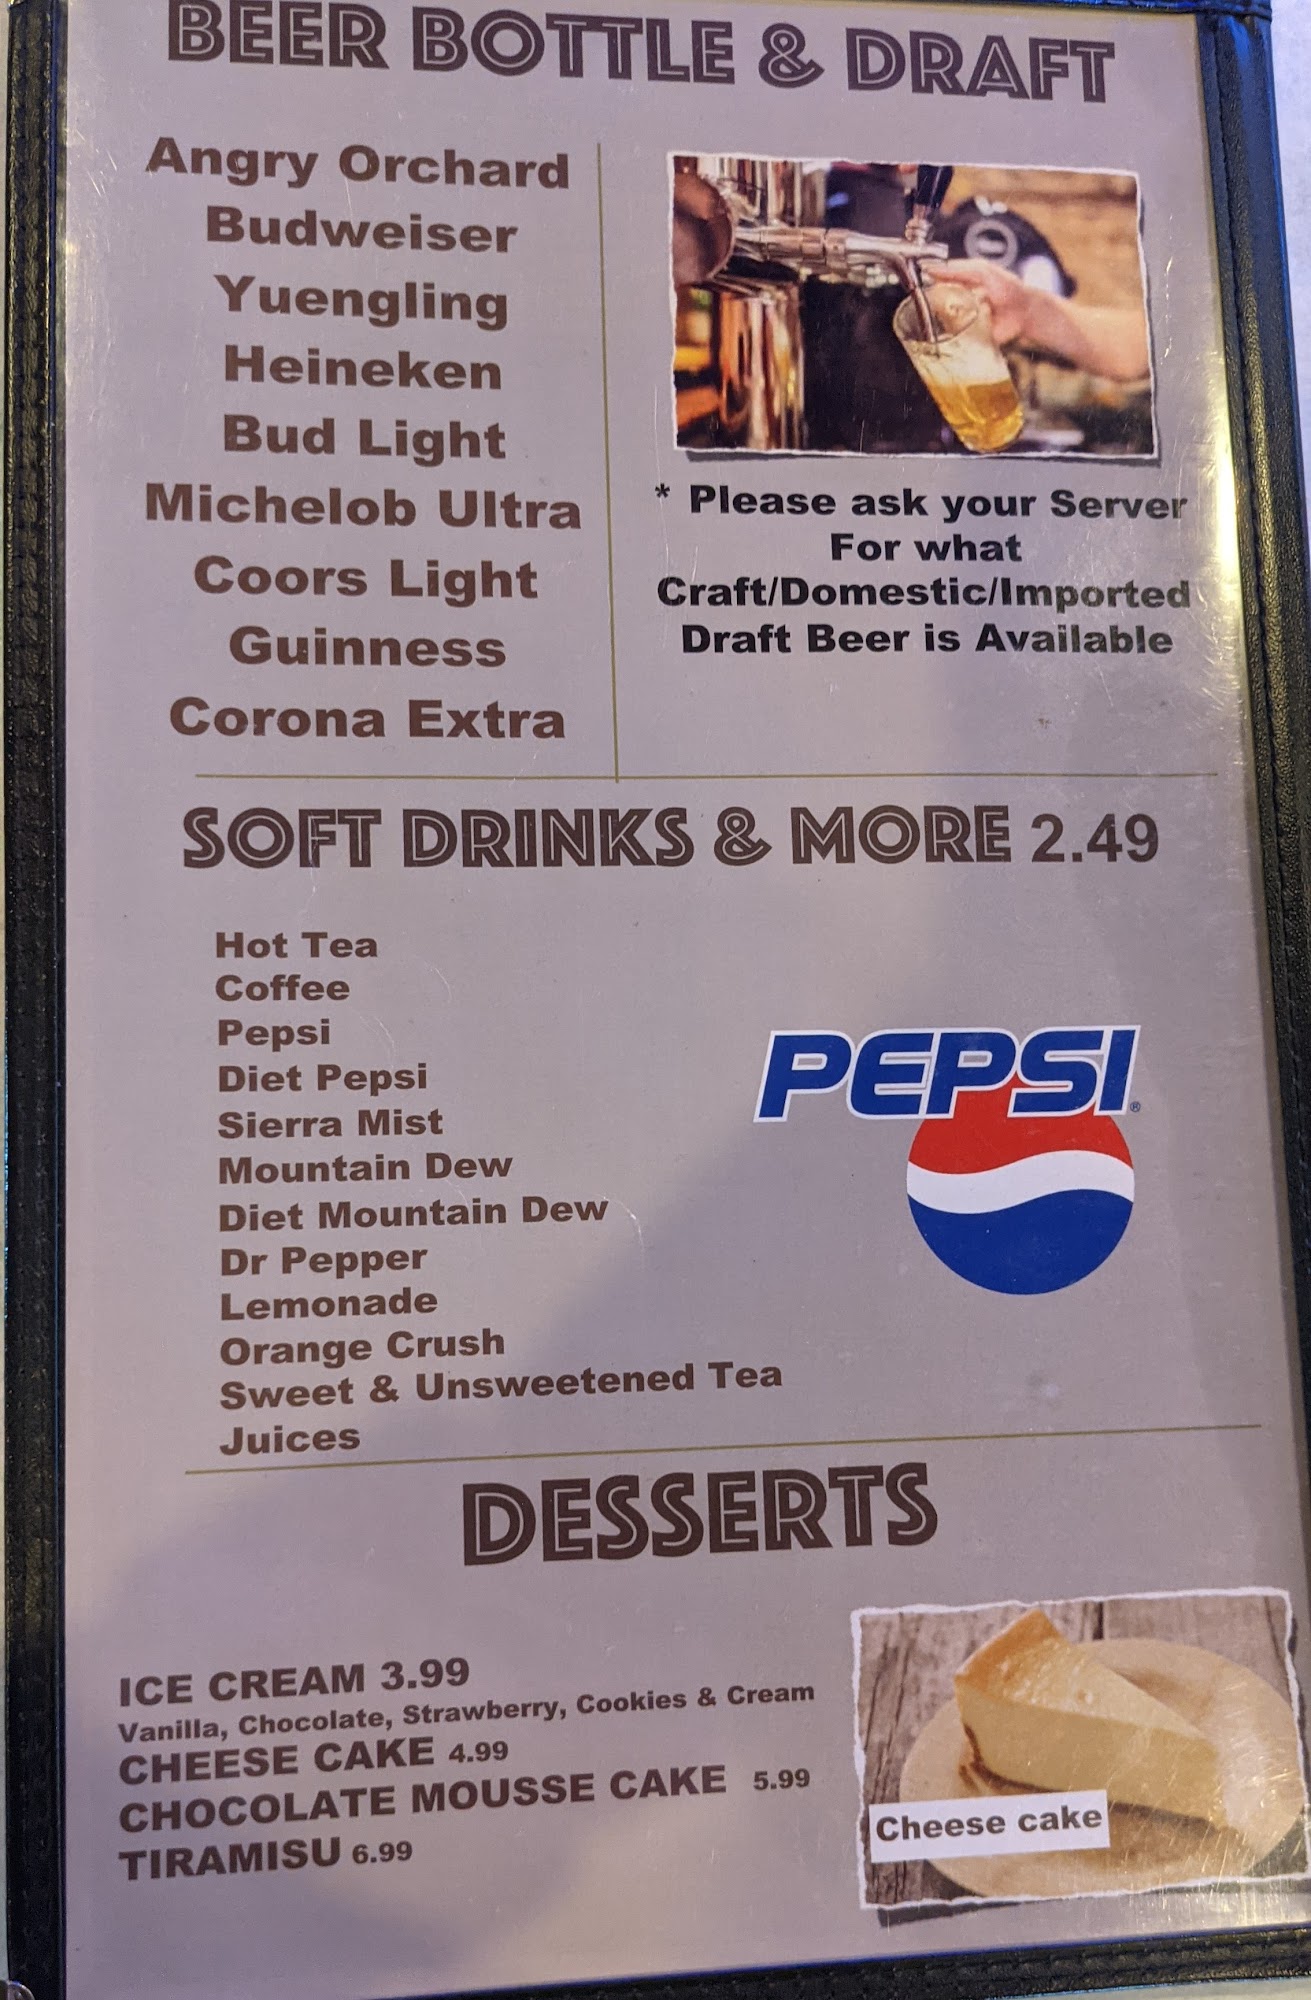 BEER BOTTLE & DRAFT
Angry Orchard
Budweiser
Yuengling
Heineken
Bud Light
Michelob Ultra
Coors Light
Guinness
Corona Extra
* Please ask your Server
For what
Craft/Domestic/Imported
Draft Beer is Available
SOFT DRINKS & MORE 2.49
Hot Tea
Coffee
Pepsi
Diet Pepsi
Sierra Mist
Mountain Dew
Diet Mountain Dew
Dr Pepper
Lemonade
Orange Crush
Sweet & Unsweetened Tea
Juices
PEPSI®
DESSERTS
ICE CREAM 3.99
Vanilla, Chocolate, Strawberry, Cookies & Cream
CHEESE CAKE 4.99
CHOCOLATE MOUSSE CAKE 5.99
TIRAMISU 6.99
Cheese cake